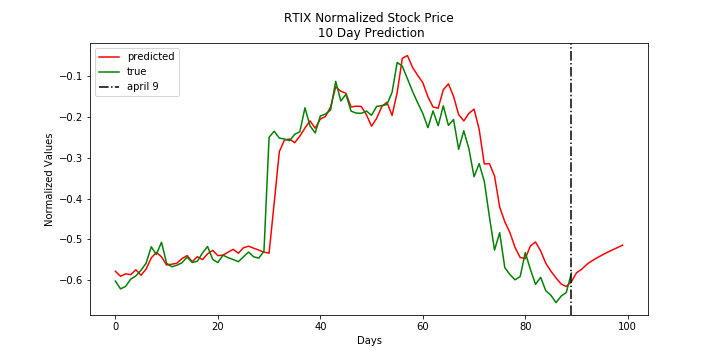 RTIX Normalized Stock Price
10 Day Prediction
predicted
true
april 9
Normalized Values
−0.1
−0.2
−0.3
−0.4
−0.5
−0.6
0
20
40
60
80
100
Days